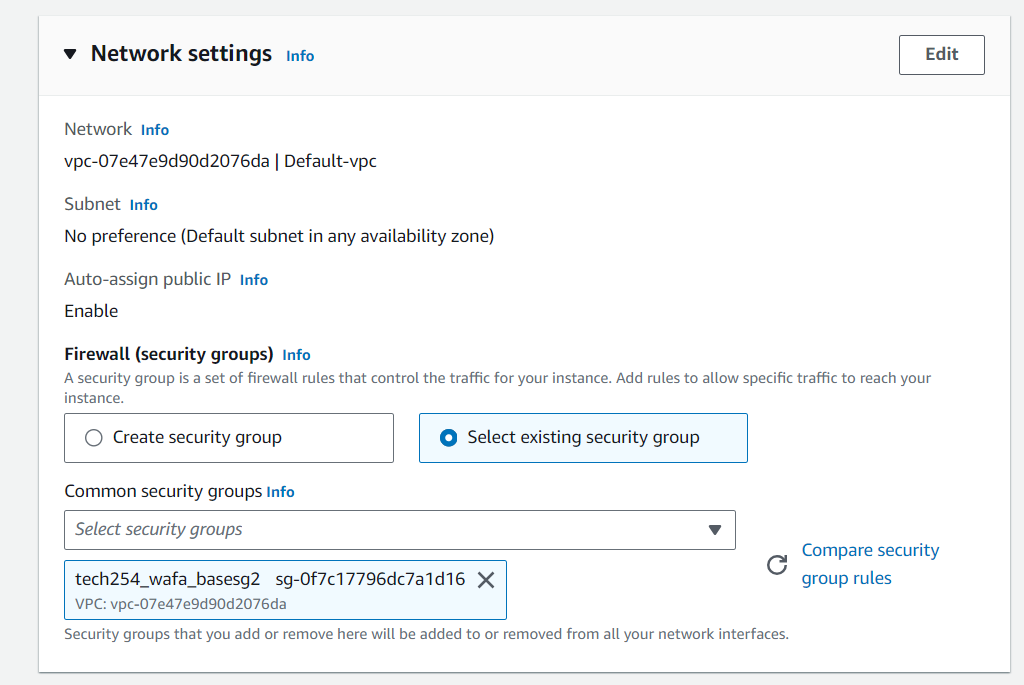 Network settings Info
Edit
Network Info
vpc-07e47e9d90d2076da | Default-vpc
Subnet Info
No preference (Default subnet in any availability zone)
Auto-assign public IP Info
Enable
Firewall (security groups) Info
A security group is a set of firewall rules that control the traffic for your instance. Add rules to allow specific traffic to reach your
instance.
Create security group
Select existing security group
Common security groups Info
Select security groups
tech254_wafa_basesg2 sg-0f7c17796dc7a1d16
VPC: vpc-07e47e9d90d2076da
Compare security
group rules
Security groups that you add or remove here will be added to or removed from all your network interfaces.